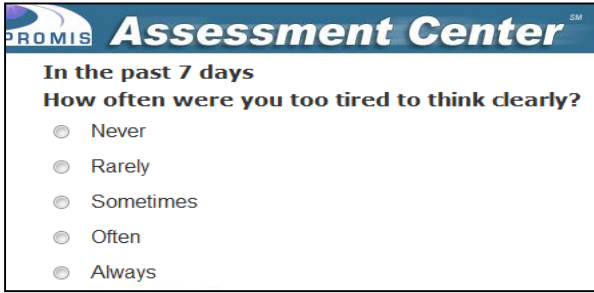 PROMIS Assessment Center SM
In the past 7 days
How often were you too tired to think clearly?
Never
Rarely
Sometimes
Often
Always